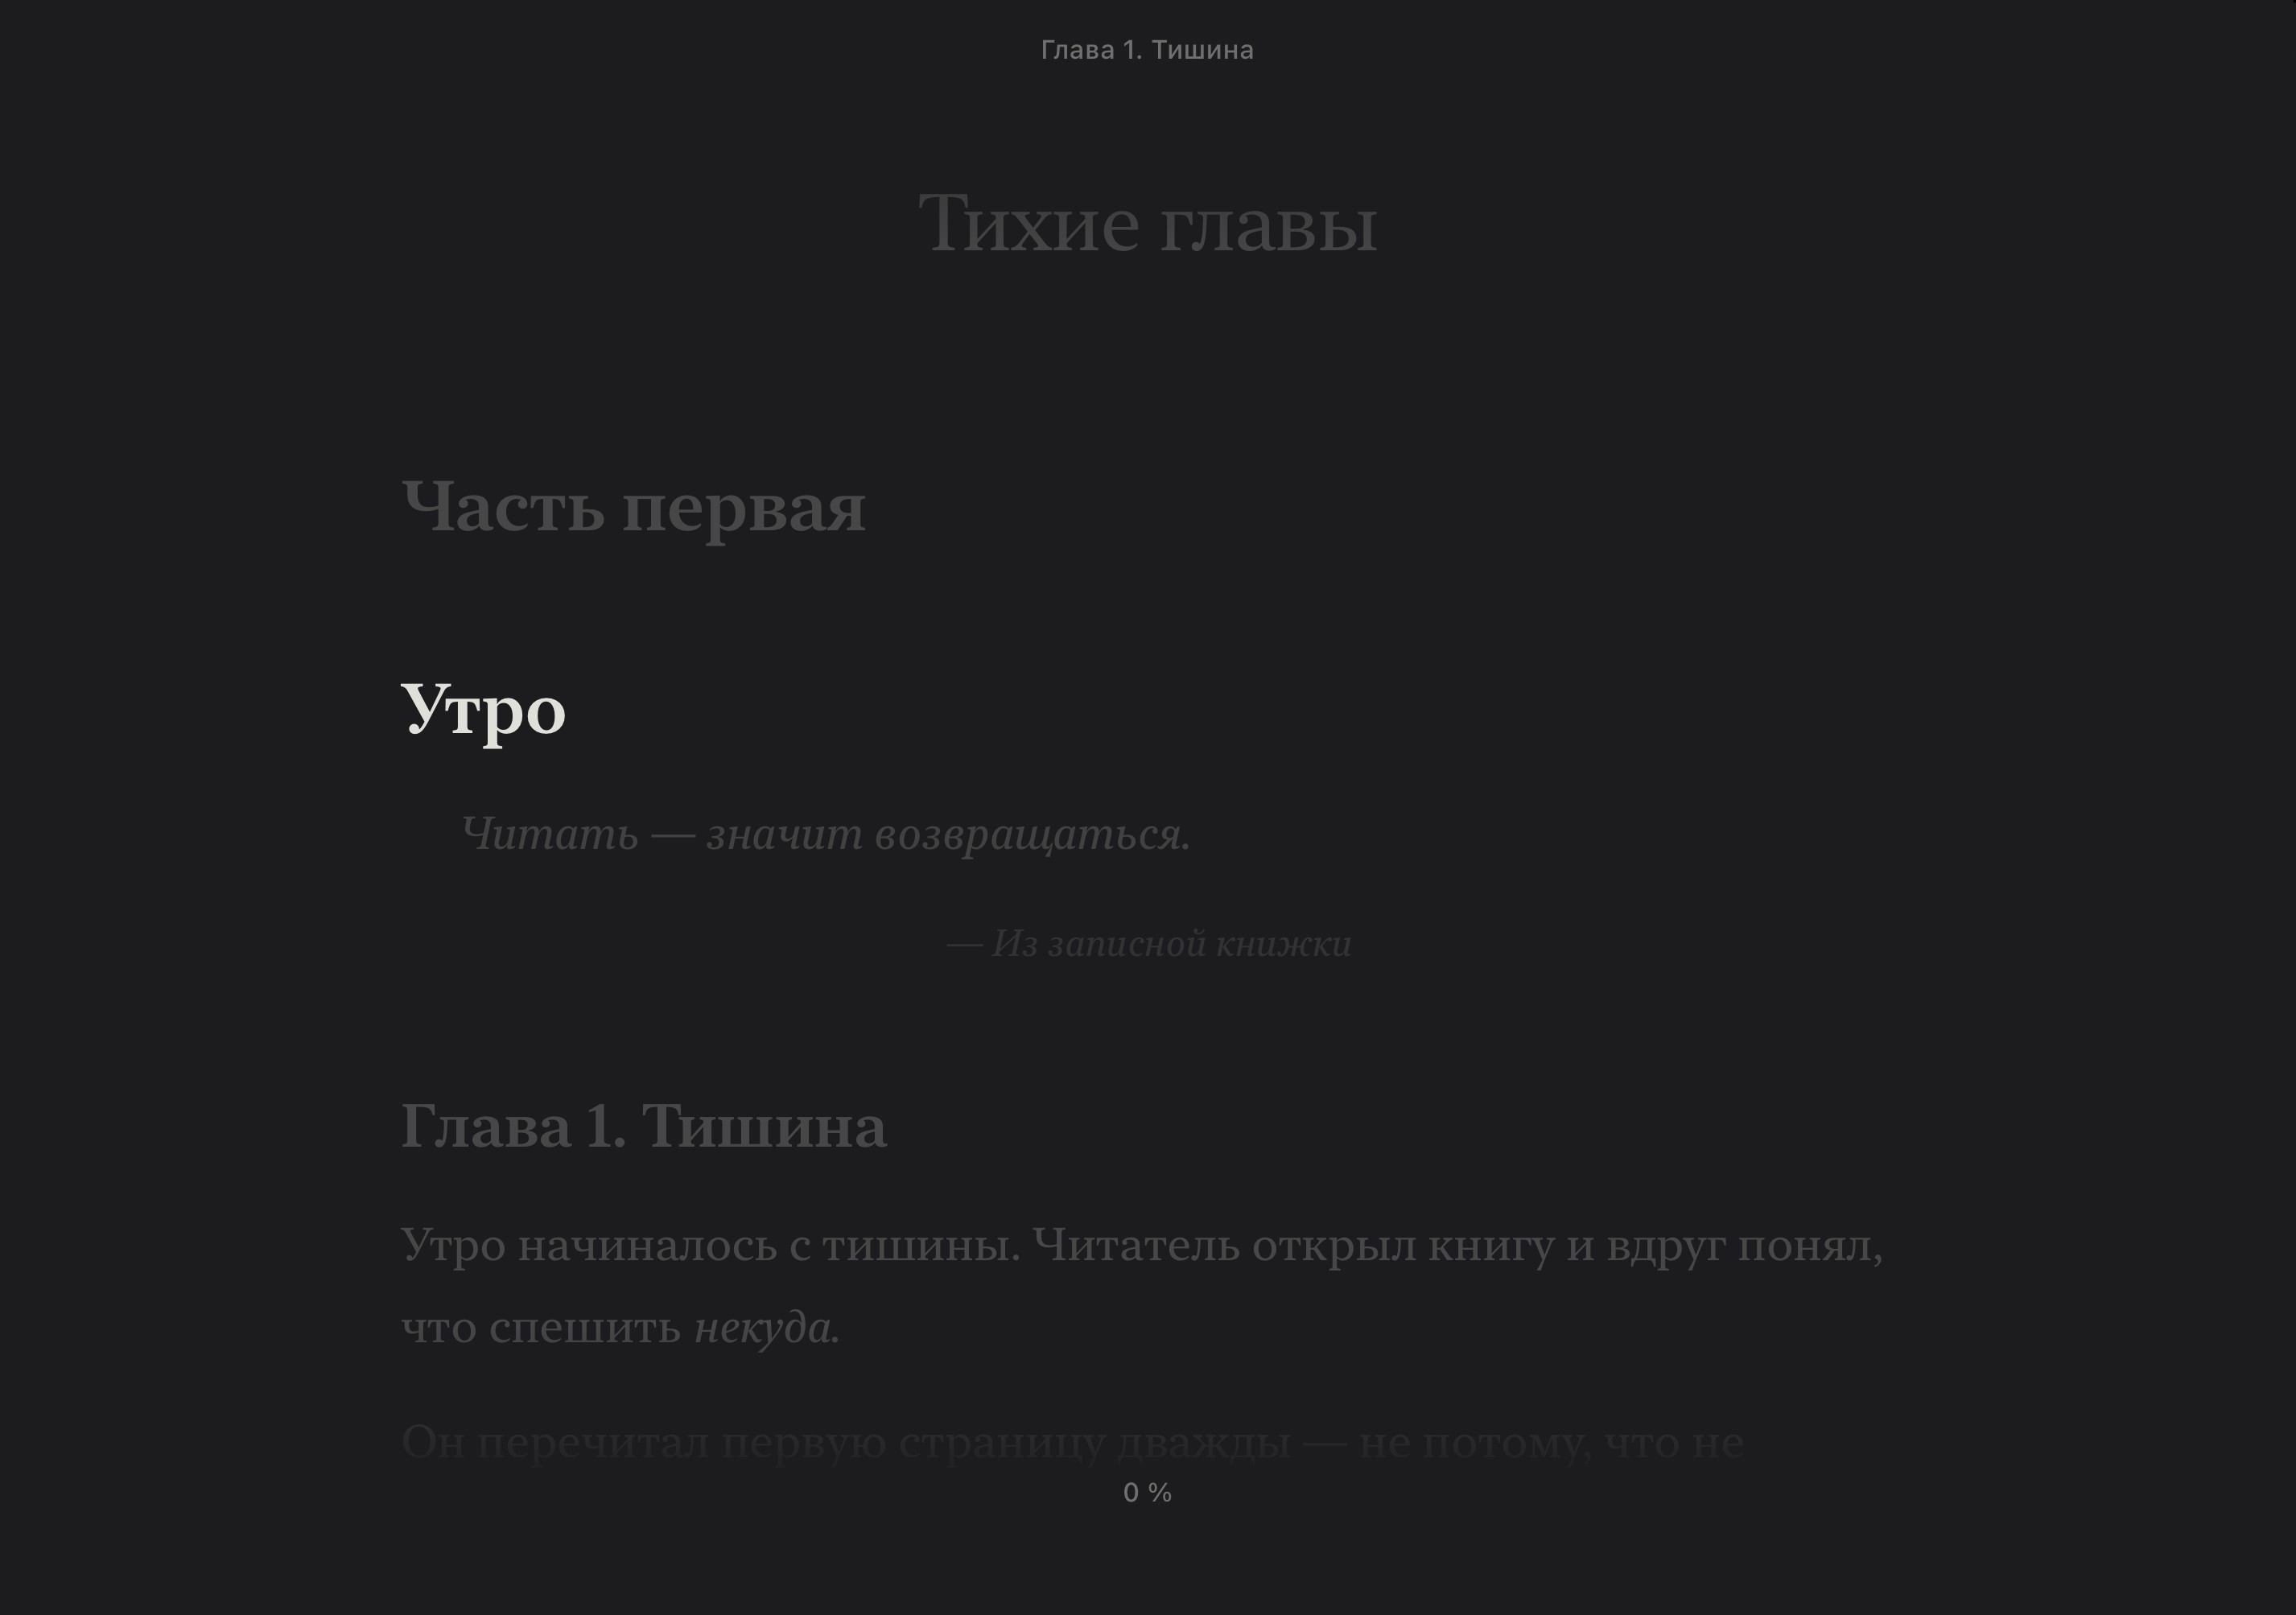 Глава 1. Тишина
Тихие главы
Часть первая
Утро
Читать — значит возвращаться.
— Из записной книжки
Глава 1. Тишина
Утро начиналось с тишины. Читатель открыл книгу и вдруг понял,
что спешить некуда.
Он перечитал первую страницу дважды — не потому, что не
0 %